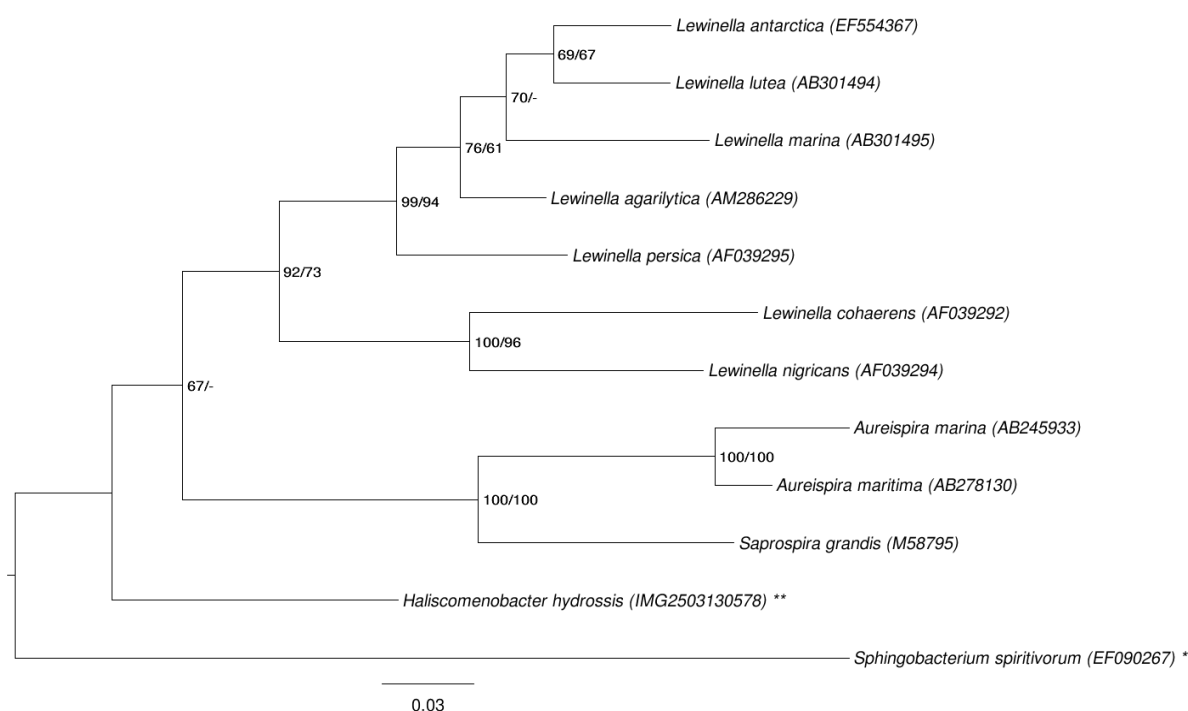 Lewinella antarctica (EF554367)
69/67
Lewinella lutea (AB301494)
70/-
Lewinella marina (AB301495)
76/61
Lewinella agarilytica (AM286229)
99/94
Lewinella persica (AF039295)
92/73
Lewinella cohaerens (AF039292)
100/96
Lewinella nigricans (AF039294)
67/-
Aureispira marina (AB245933)
100/100
Aureispira maritima (AB278130)
100/100
Saprospira grandis (M58795)
Haliscomenobacter hydrossis (IMG2503130578) **
Sphingobacterium spiritivorum (EF090267) *
0.03